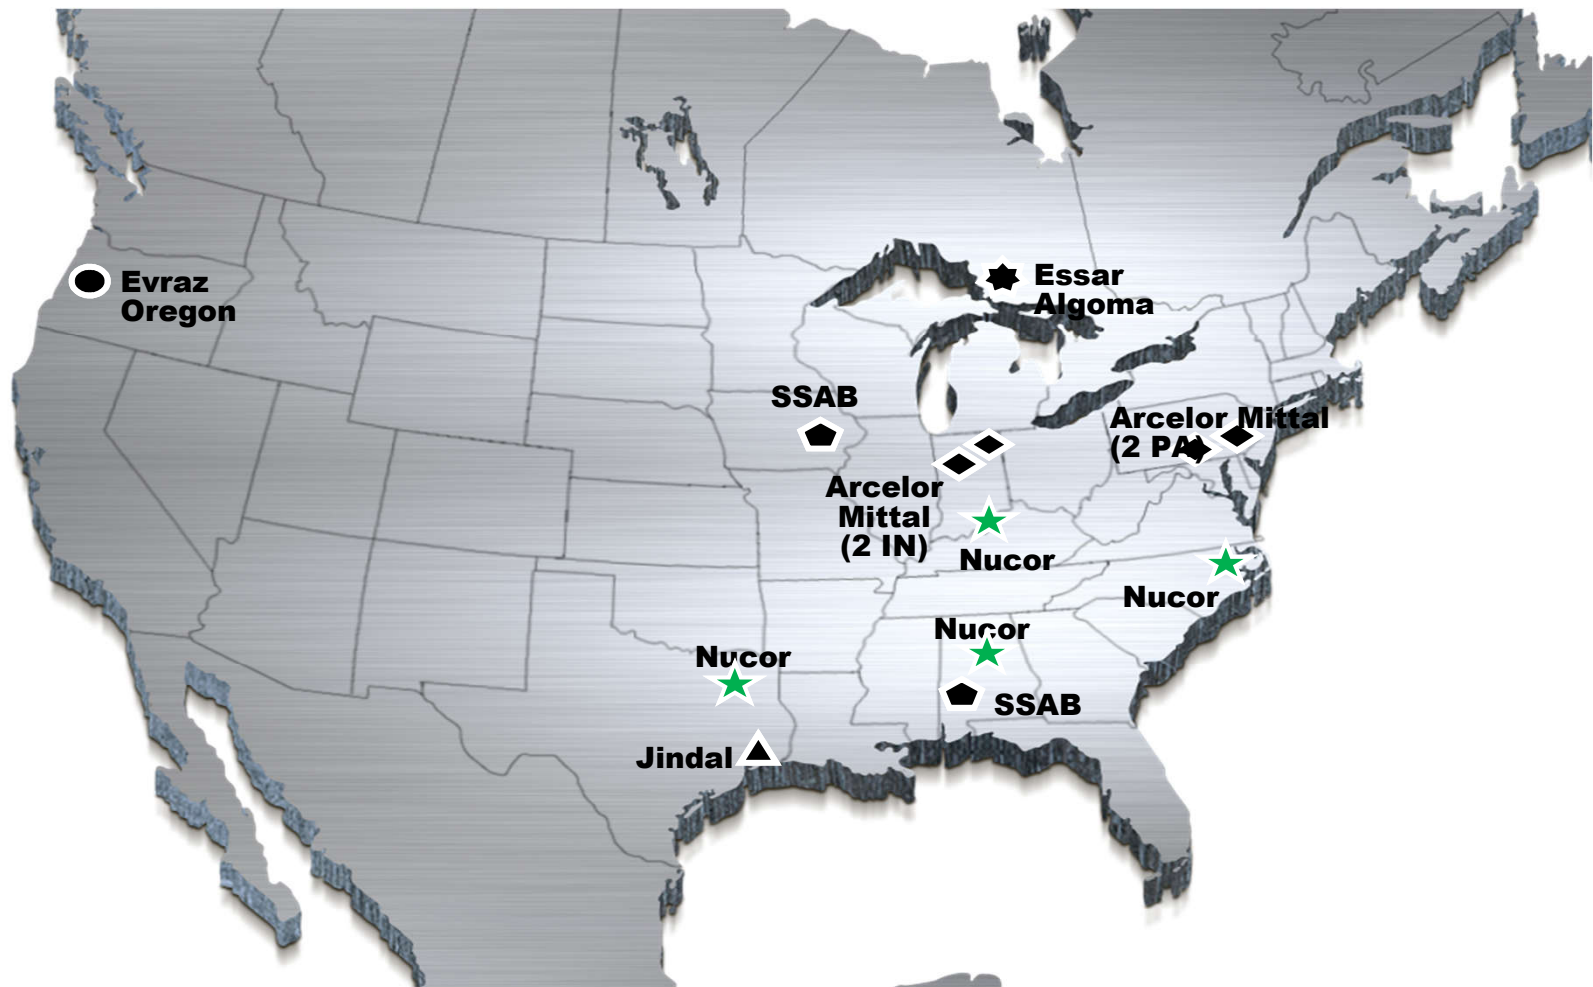 Evraz
Oregon
Essar
Algoma
SSAB
Arcelor Mittal
(2 PA)
Arcelor
Mittal
(2 IN)
Nucor
Nucor
Nucor
Nucor
SSAB
Jindal